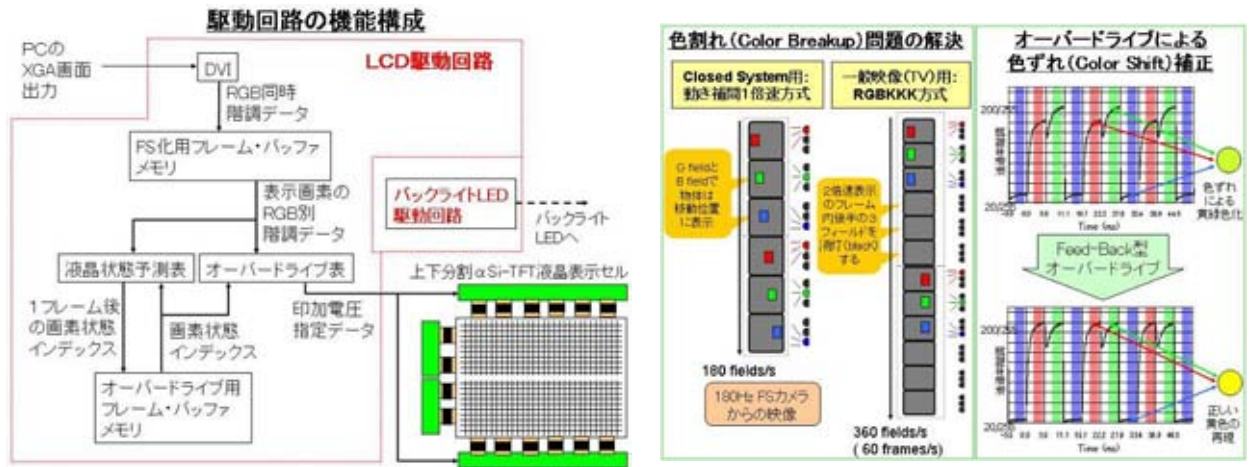 駆動回路の機能構成
PCの
XGA画面
出力
DVI
LCD駆動回路
RGB同時
階調データ
FS化用フレーム・バッファ
メモリ
表示画素の
RGB別
階調データ
バックライトLED
駆動回路
バックライト
LEDへ
液晶状態予測表
オーバードライブ表
上下分割αSi-TFT液晶表示セル
1フレーム後
の画素状態
インデックス
画素状態
インデックス
印加電圧
指定データ
オーバードライブ用
フレーム・バッファ
メモリ
色割れ(Color Breakup)問題の解決
Closed System用:
動き補間1倍速方式
一般映像(TV)用:
RGBKKK方式
G fieldと
B fieldで
物体は
移動位置
に表示
2倍速表示
のフレーム
内後半の3
フィールドを
消灯(black)
する
180 fields/s
180Hz FSカメラ
からの映像
360 fields/s
( 60 frames/s)
オーバードライブによる
色ずれ(Color Shift)補正
200/255
20/255
Time (ms)
色ずれ
による
黄緑色化
Feed-Back型
オーバードライブ
200/255
20/255
Time (ms)
正しい
黄色の
再現